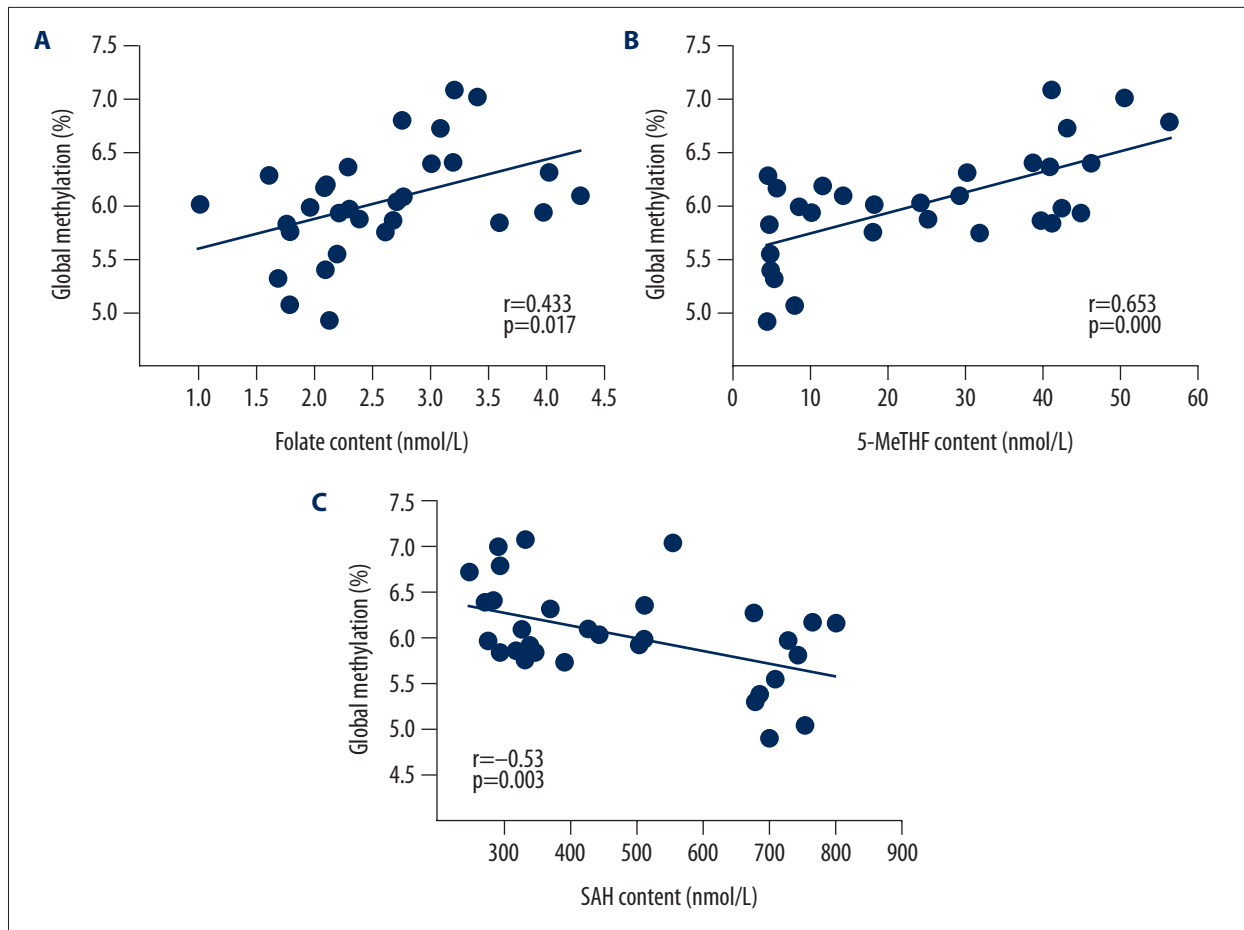 A
7.5
7.0
6.5
6.0
5.5
5.0
Global methylation (%)
r=0.433
p=0.017
1.0 1.5 2.0 2.5 3.0 3.5 4.0 4.5
Folate content (nmol/L)
B
7.5
7.0
6.5
6.0
5.5
5.0
Global methylation (%)
r=0.653
p=0.000
0 10 20 30 40 50 60
5-MeTHF content (nmol/L)
C
7.5
7.0
6.5
6.0
5.5
5.0
4.5
Global methylation (%)
r=–0.53
p=0.003
300 400 500 600 700 800 900
SAH content (nmol/L)